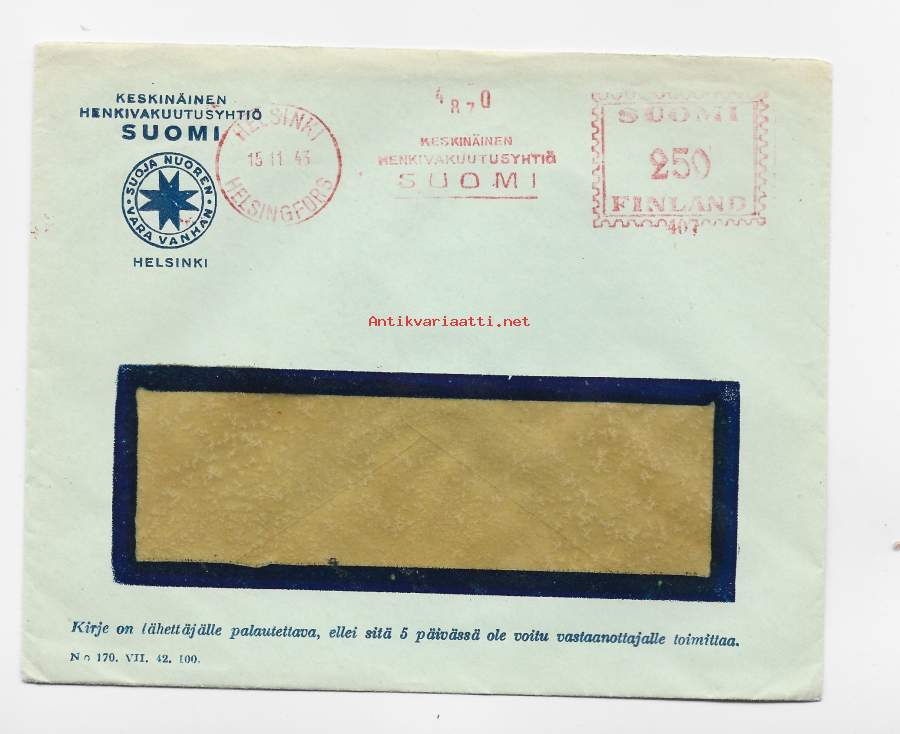 KESKINÄINEN
HENKIVAKUUTUSYHTIÖ
SUOMI
SUOJA NUOREN
VARA VANHAN
HELSINKI
HELSINKI
15.11.43
HELSINGFORS
4870
KESKINÄINEN
HENKIVAKUUTUSYHTIÖ
SUOMI
SUOMI
250
FINLAND
407
Antikvariaatti.net
Kirje on lähettäjälle palautettava, ellei sitä 5 päivässä ole voitu vastaanottajalle toimittaa.
No 170. VII. 42. 100.